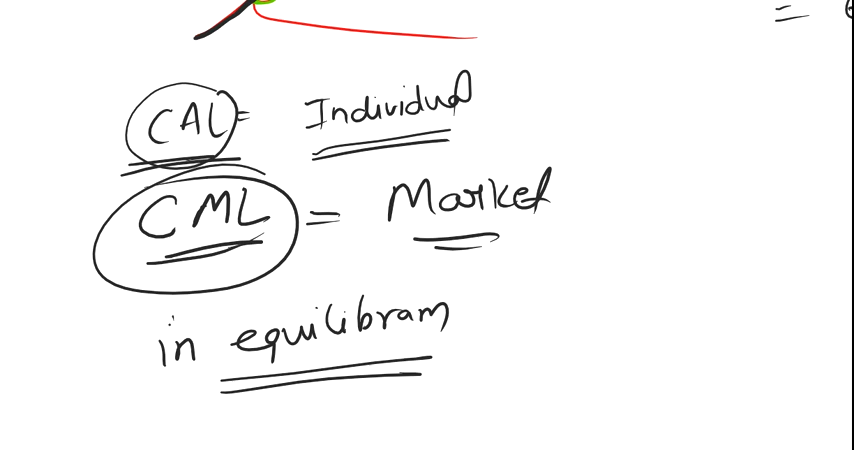 CAL = Individual
CML = Market
in equilibram